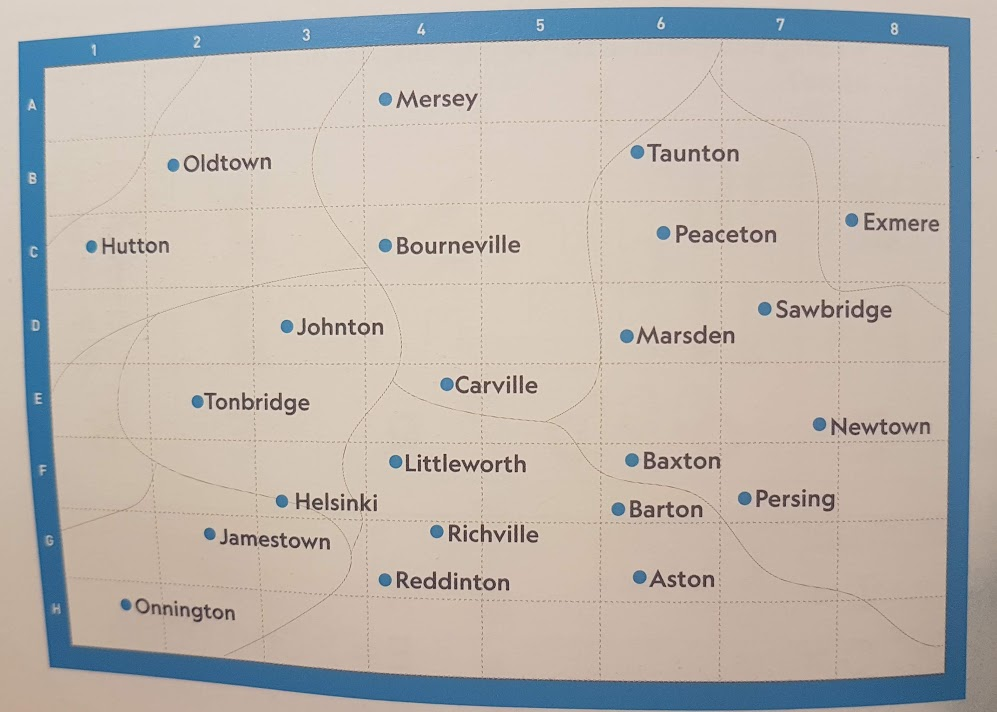 1 2 3 4 5 6 7 8
A
Mersey
B
Oldtown
Taunton
C
Hutton
Bourneville
Peaceton
Exmere
D
Johnton
Marsden
Sawbridge
E
Tonbridge
Carville
Newtown
F
Littleworth
Baxton
Helsinki
Barton
Persing
G
Jamestown
Richville
H
Onnington
Reddinton
Aston